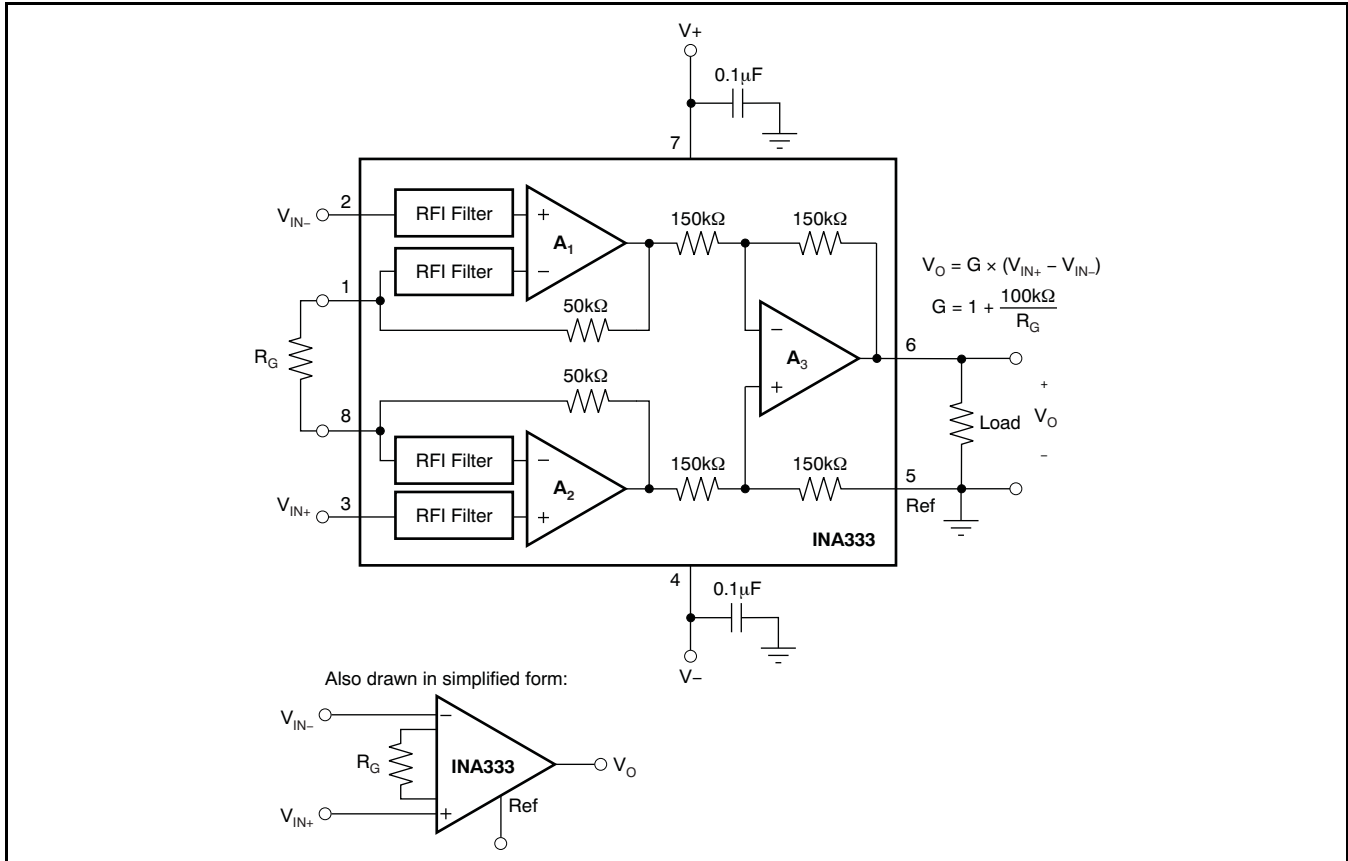 V+
0.1μF
7
2
V_IN−
RFI Filter
+
A₁
150kΩ
150kΩ
RFI Filter
−
1
50kΩ
V_O = G × (V_IN+ − V_IN−)
G = 1 + 100kΩ / R_G
R_G
−
A₃
+
6
+
Load
V_O
−
50kΩ
8
RFI Filter
−
A₂
150kΩ
150kΩ
5
Ref
3
V_IN+
RFI Filter
+
INA333
4
0.1μF
V−
Also drawn in simplified form:
V_IN−
−
R_G
INA333
V_O
V_IN+
+
Ref